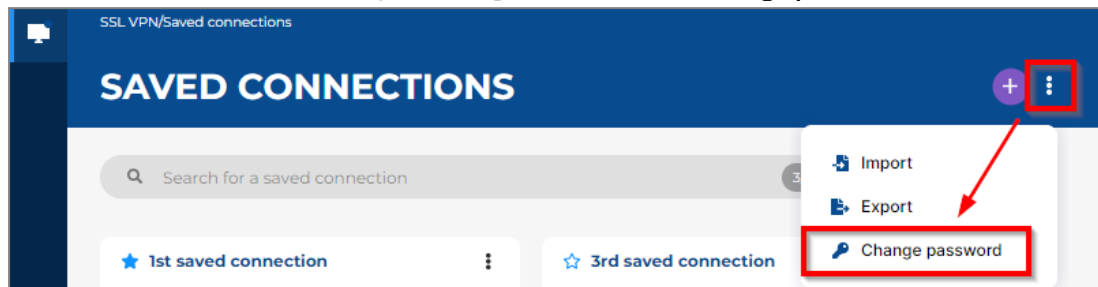 SSL VPN/Saved connections
SAVED CONNECTIONS
Search for a saved connection
3
Import
Export
Change password
1st saved connection
3rd saved connection